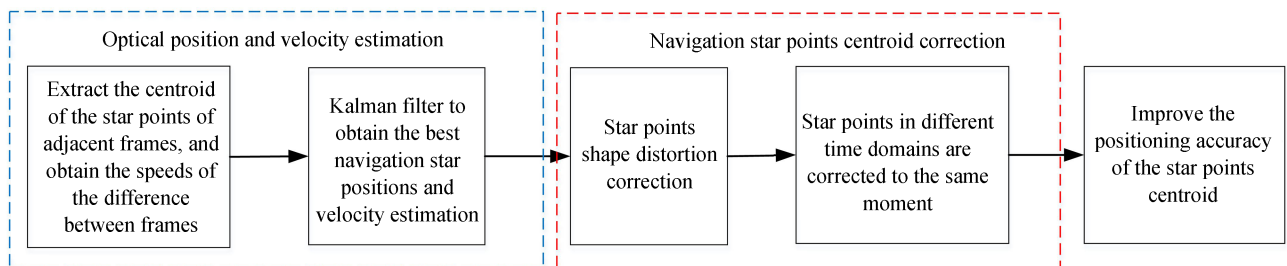 Optical position and velocity estimation
Extract the centroid
of the star points of
adjacent frames, and
obtain the speeds of
the difference
between frames
Kalman filter to
obtain the best
navigation star
positions and
velocity estimation
Navigation star points centroid correction
Star points
shape distortion
correction
Star points in different
time domains are
corrected to the same
moment
Improve the
positioning accuracy
of the star points
centroid